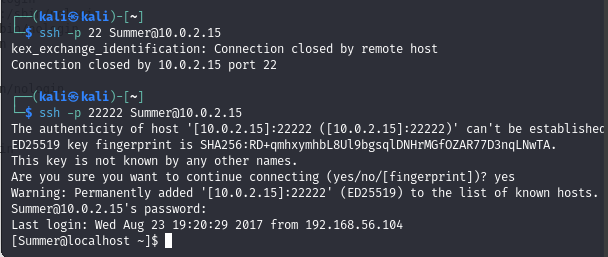 ┌──(kali㉿kali)-[~]
└─$ ssh -p 22 Summer@10.0.2.15
kex_exchange_identification: Connection closed by remote host
Connection closed by 10.0.2.15 port 22
┌──(kali㉿kali)-[~]
└─$ ssh -p 22222 Summer@10.0.2.15
The authenticity of host '[10.0.2.15]:22222 ([10.0.2.15]:22222)' can't be established
ED25519 key fingerprint is SHA256:RD+qmhxymhbL8Ul9bgsqlDNHrMGfOZAR77D3nqLNwTA.
This key is not known by any other names.
Are you sure you want to continue connecting (yes/no/[fingerprint])? yes
Warning: Permanently added '[10.0.2.15]:22222' (ED25519) to the list of known hosts.
Summer@10.0.2.15's password:
Last login: Wed Aug 23 19:20:29 2017 from 192.168.56.104
[Summer@localhost ~]$